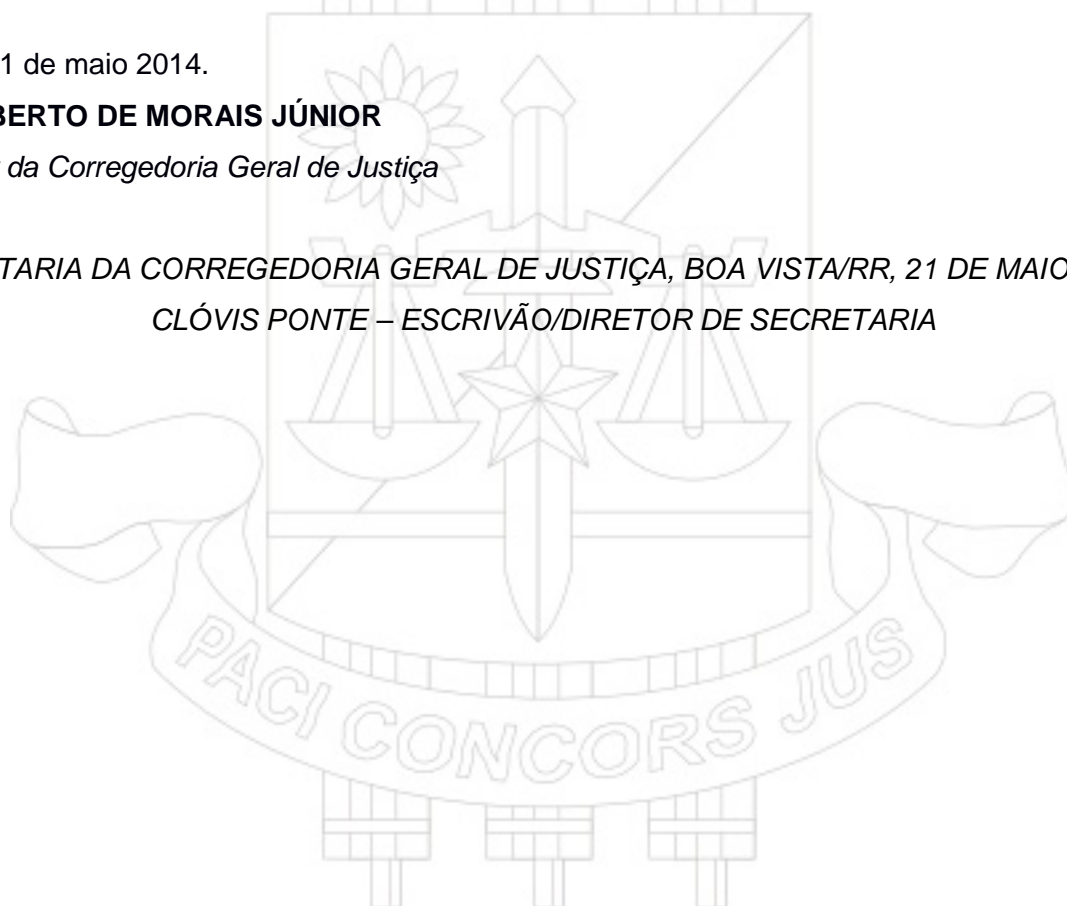 1 de maio 2014.
BERTO DE MORAIS JÚNIOR
da Corregedoria Geral de Justiça
TARIA DA CORREGEDORIA GERAL DE JUSTIÇA, BOA VISTA/RR, 21 DE MAIO
CLÓVIS PONTE – ESCRIVÃO/DIRETOR DE SECRETARIA
PACI CONCORS JUS